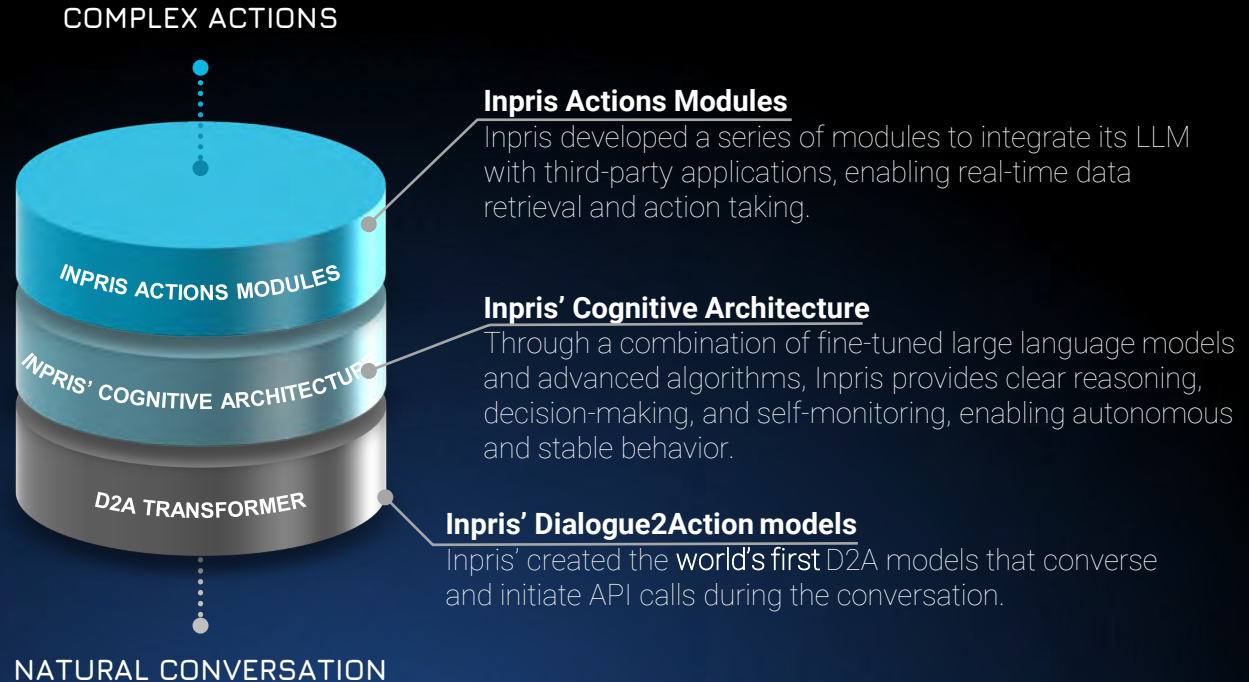 COMPLEX ACTIONS
Inpris Actions Modules
Inpris developed a series of modules to integrate its LLM
with third-party applications, enabling real-time data
retrieval and action taking.
INPRIS ACTIONS MODULES
Inpris’ Cognitive Architecture
Through a combination of fine-tuned large language models
and advanced algorithms, Inpris provides clear reasoning,
decision-making, and self-monitoring, enabling autonomous
and stable behavior.
INPRIS’ COGNITIVE ARCHITECTURE
D2A TRANSFORMER
Inpris’ Dialogue2Action models
Inpris’ created the world’s first D2A models that converse
and initiate API calls during the conversation.
NATURAL CONVERSATION